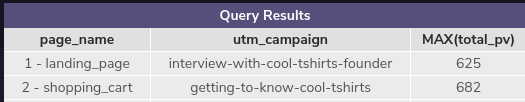 Query Results
page_name utm_campaign MAX(total_pv)
1 - landing_page interview-with-cool-tshirts-founder 625
2 - shopping_cart getting-to-know-cool-tshirts 682